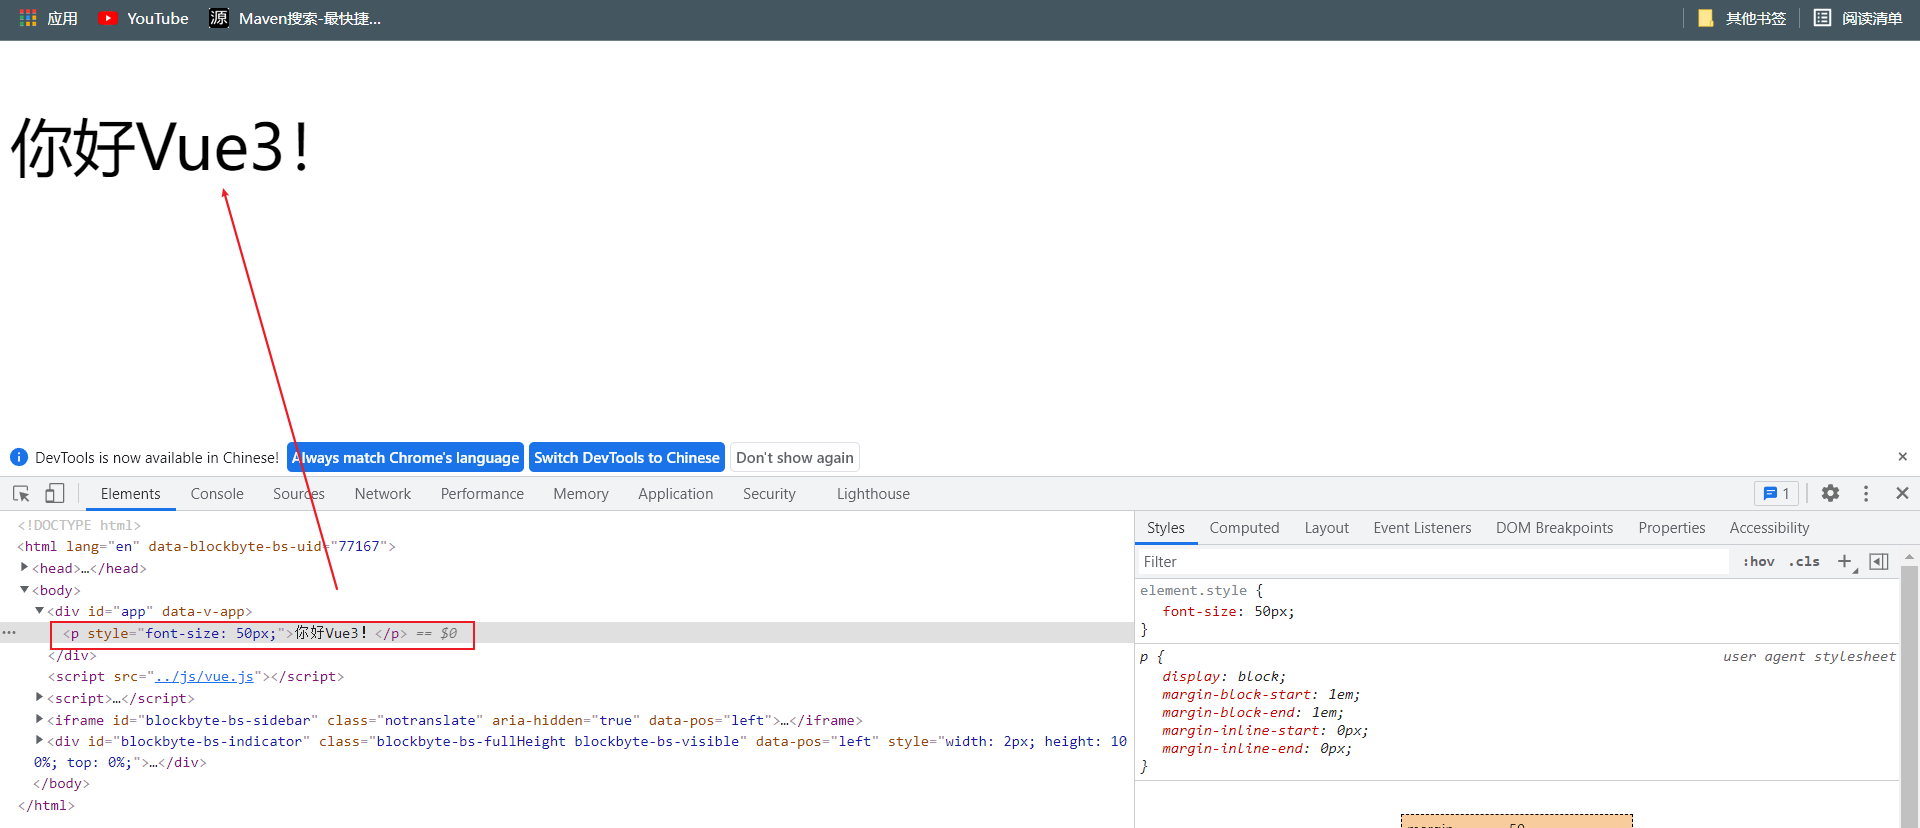 应用 YouTube 源 Maven搜索-最快捷... 其他书签 阅读清单
你好Vue3！
DevTools is now available in Chinese! Always match Chrome's language Switch DevTools to Chinese Don't show again ×
Elements Console Sources Network Performance Memory Application Security Lighthouse 1
<!DOCTYPE html>
<html lang="en" data-blockbyte-bs-uid="77167">
<head>…</head>
<body>
<div id="app" data-v-app>
<p style="font-size: 50px;">你好Vue3！</p> == $0
</div>
<script src="../js/vue.js"></script>
<script>…</script>
<iframe id="blockbyte-bs-sidebar" class="notranslate" aria-hidden="true" data-pos="left">…</iframe>
<div id="blockbyte-bs-indicator" class="blockbyte-bs-fullHeight blockbyte-bs-visible" data-pos="left" style="width: 2px; height: 10
0%; top: 0%;">…</div>
</body>
</html>
Styles Computed Layout Event Listeners DOM Breakpoints Properties Accessibility
Filter :hov .cls +
element.style {
font-size: 50px;
}
p { user agent stylesheet
display: block;
margin-block-start: 1em;
margin-block-end: 1em;
margin-inline-start: 0px;
margin-inline-end: 0px;
}